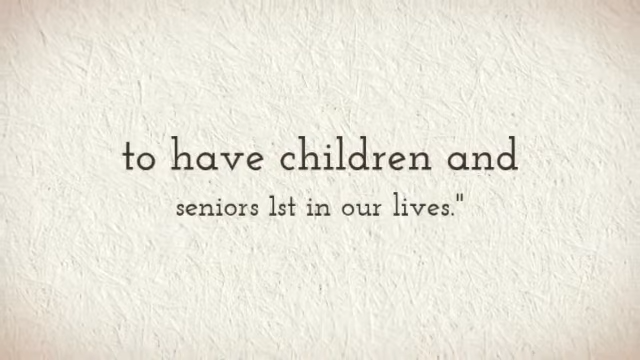 to have children and
seniors 1st in our lives."